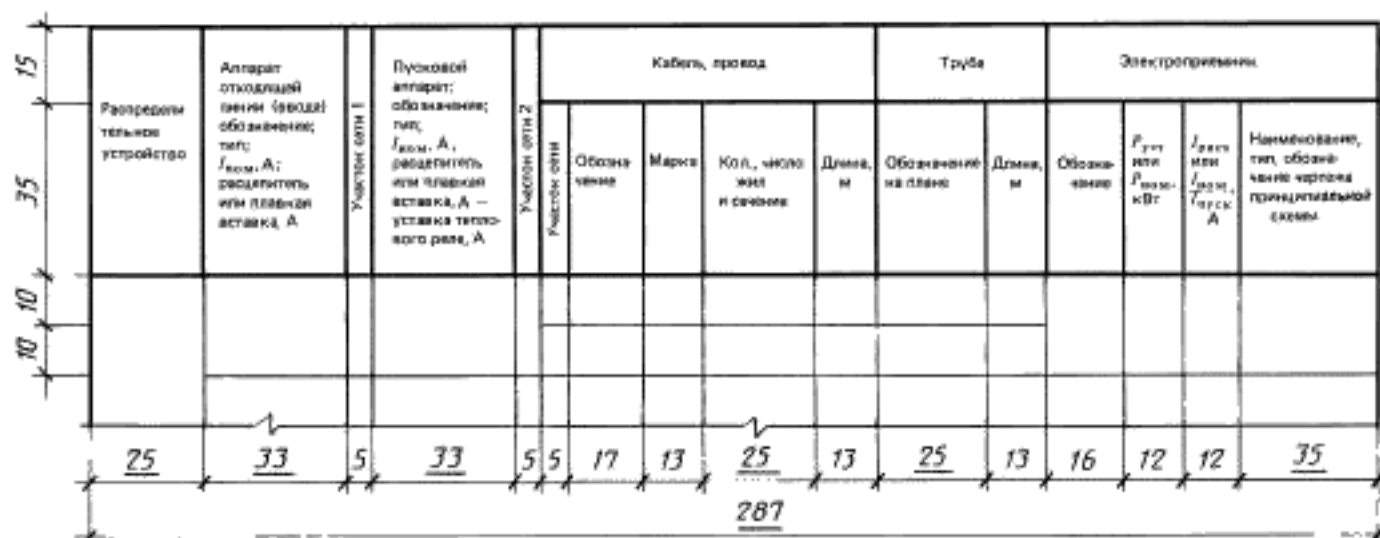 Кабель, провод
Труба
Электроприемник
15
35
10
10
Распредели
тельное
устройство
Аппарат
отходящей
линии (ввода)
обозначение;
тип;
Iном, А;
расцепитель
или плавкая
вставка, А
Участок сети 1
Пусковой
аппарат;
обозначение;
тип;
Iном, А,
расцепитель
или плавкая
вставка, А —
уставка тепло-
вого реле, А
Участок сети 2
Участок сети
Обозна-
чение
Марка
Кол., число
жил
и сечение
Длина,
м
Обозначение
на плане
Длина,
м
Обозна-
чение
Pуст
или
Pном,
кВт
Iрасч
или
Iном,
Iпуск
А
Наименование,
тип, обозна-
чение чертежа
принципиальной
схемы
25
33
5
33
5
5
17
13
25
13
25
13
16
12
12
35
287